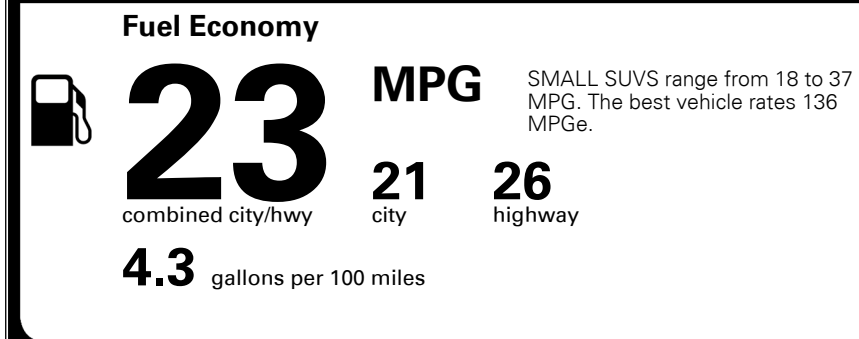 Fuel Economy
23 MPG
SMALL SUVS range from 18 to 37
MPG. The best vehicle rates 136
MPGe.
21 26
combined city/hwy city highway
4.3 gallons per 100 miles